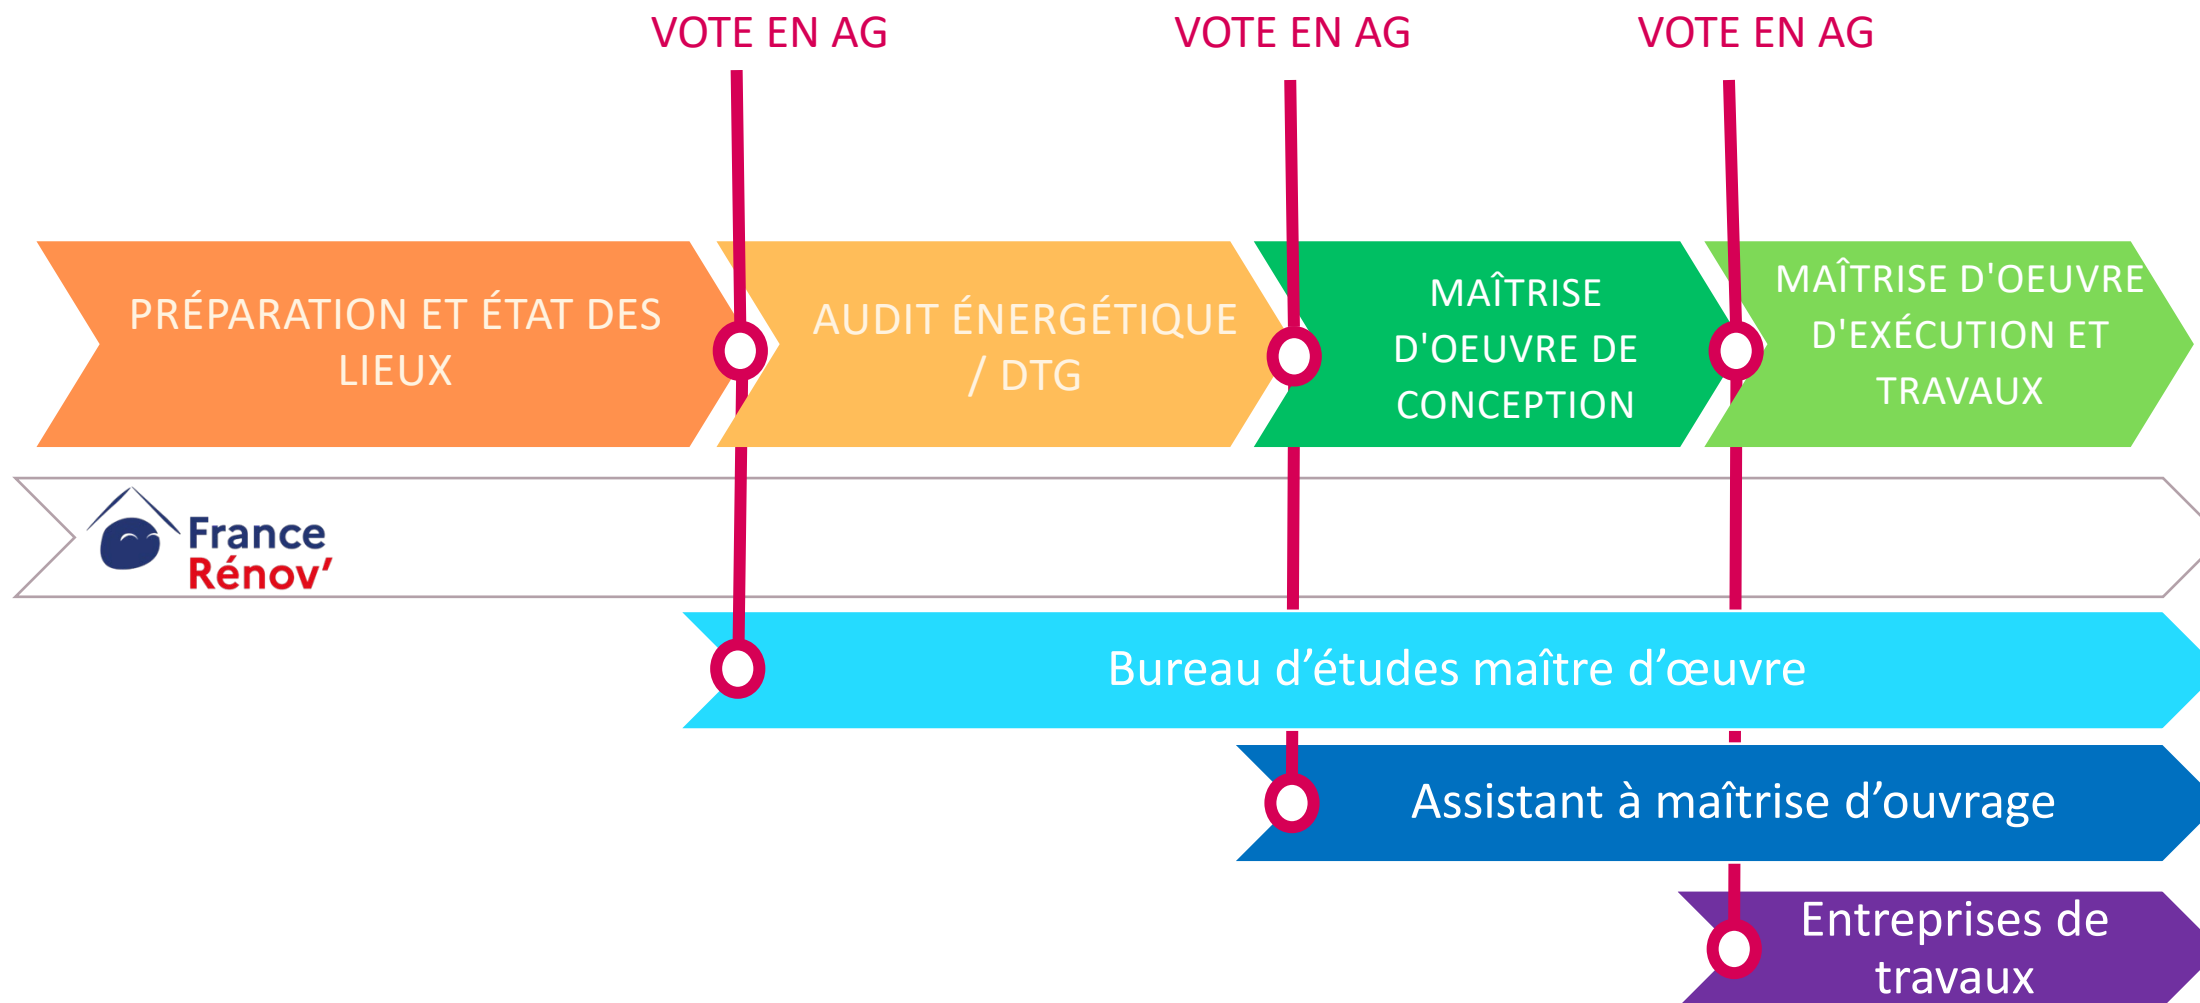 VOTE EN AG
VOTE EN AG
VOTE EN AG
PRÉPARATION ET ÉTAT DES
LIEUX
AUDIT ÉNERGÉTIQUE
/ DTG
MAÎTRISE
D'OEUVRE DE
CONCEPTION
MAÎTRISE D'OEUVRE
D'EXÉCUTION ET
TRAVAUX
France
Rénov’
Bureau d’études maître d’œuvre
Assistant à maîtrise d’ouvrage
Entreprises de
travaux